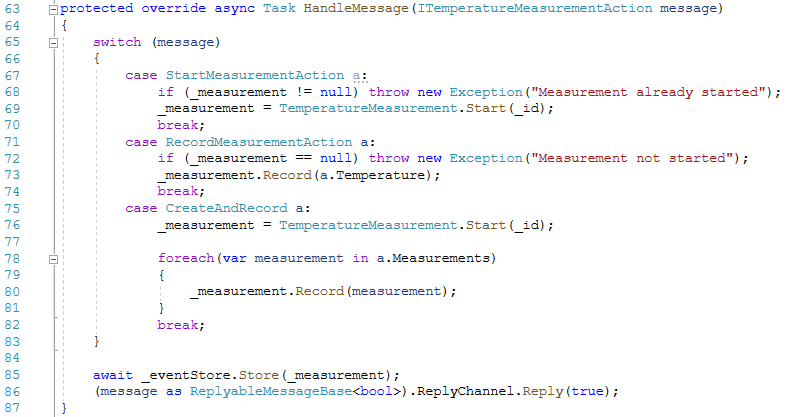 63 protected override async Task HandleMessage(ITemperatureMeasurementAction message)
64 {
65     switch (message)
66     {
67         case StartMeasurementAction a:
68             if (_measurement != null) throw new Exception("Measurement already started");
69             _measurement = TemperatureMeasurement.Start(_id);
70             break;
71         case RecordMeasurementAction a:
72             if (_measurement == null) throw new Exception("Measurement not started");
73             _measurement.Record(a.Temperature);
74             break;
75         case CreateAndRecord a:
76             _measurement = TemperatureMeasurement.Start(_id);
77
78             foreach(var measurement in a.Measurements)
79             {
80                 _measurement.Record(measurement);
81             }
82             break;
83     }
84
85     await _eventStore.Store(_measurement);
86     (message as ReplyableMessageBase<bool>).ReplyChannel.Reply(true);
87 }